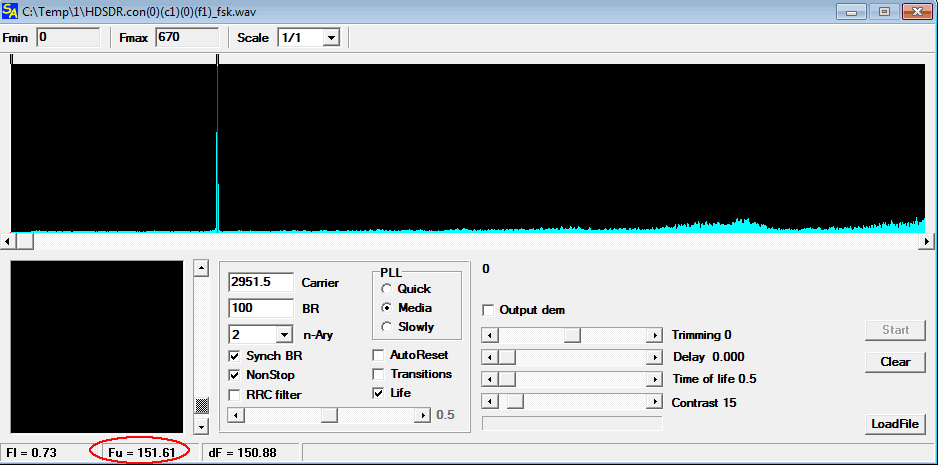 SA C:\Temp\1\HDSDR.con(0)(c1)(0)(f1)_fsk.wav
Fmin 0 Fmax 670 Scale 1/1
0
2951.5 Carrier
100 BR
2 n-Ary
Synch BR
NonStop
RRC filter
0.5
PLL
Quick
Media
Slowly
AutoReset
Transitions
Life
Output dem
Trimming 0
Delay 0.000
Time of life 0.5
Contrast 15
Start
Clear
LoadFile
Fl = 0.73 Fu = 151.61 dF = 150.88